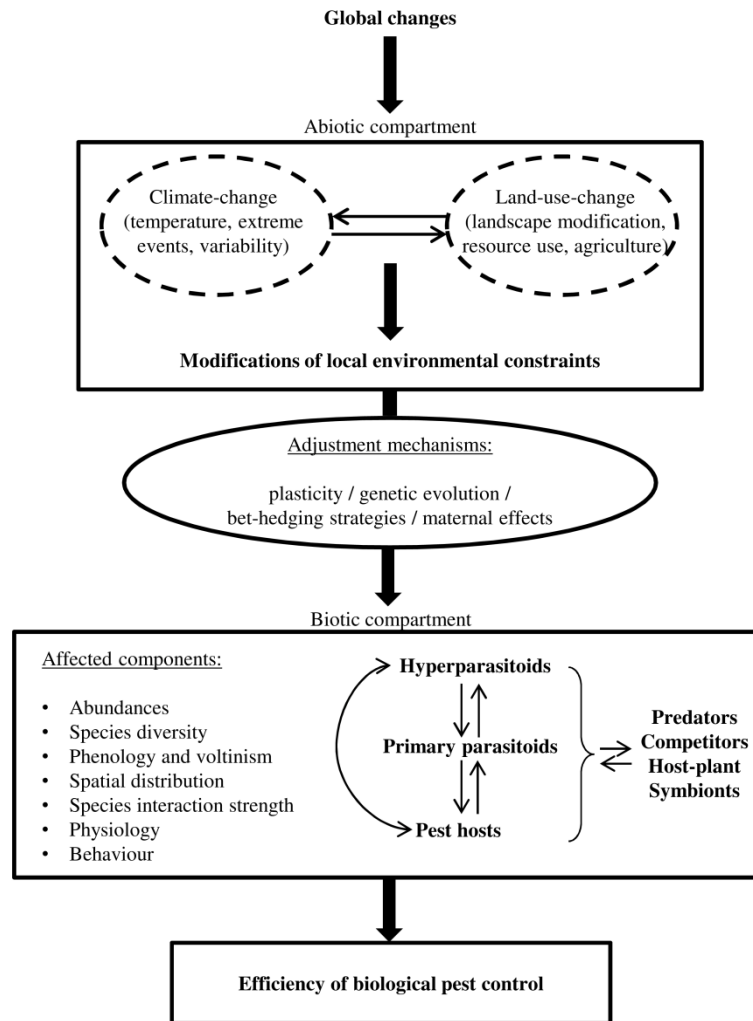 Global changes
Abiotic compartment
Climate-change
(temperature, extreme
events, variability)
Land-use-change
(landscape modification,
resource use, agriculture)
Modifications of local environmental constraints
Adjustment mechanisms:
plasticity / genetic evolution /
bet-hedging strategies / maternal effects
Biotic compartment
Affected components:
• Abundances
• Species diversity
• Phenology and voltinism
• Spatial distribution
• Species interaction strength
• Physiology
• Behaviour
Hyperparasitoids
Primary parasitoids
Pest hosts
Predators
Competitors
Host-plant
Symbionts
Efficiency of biological pest control